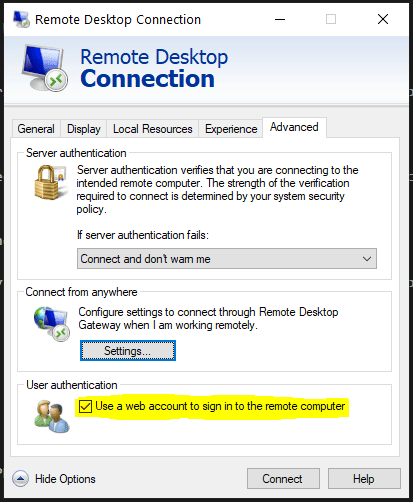 Remote Desktop Connection
Remote Desktop
Connection
General Display Local Resources Experience Advanced
Server authentication
Server authentication verifies that you are connecting to the
intended remote computer. The strength of the verification
required to connect is determined by your system security
policy.
If server authentication fails:
Connect and don't warn me
Connect from anywhere
Configure settings to connect through Remote Desktop
Gateway when I am working remotely.
Settings...
User authentication
Use a web account to sign in to the remote computer
Hide Options Connect Help